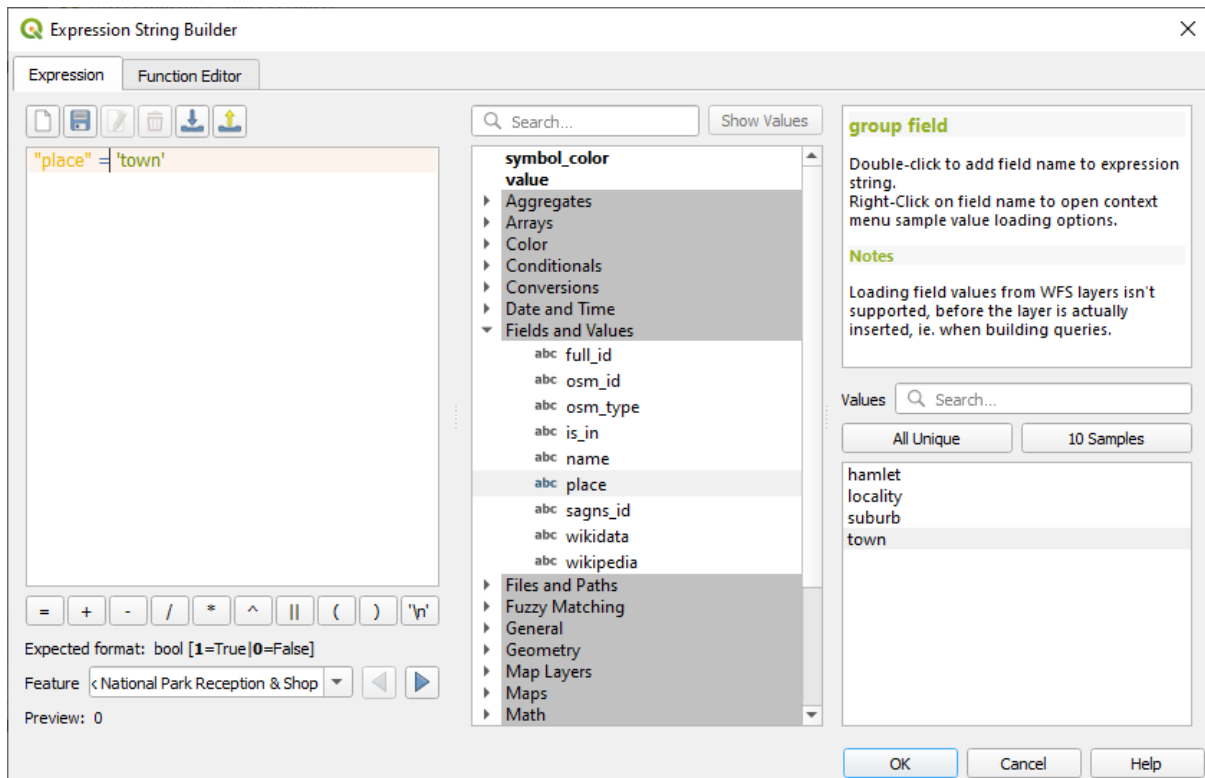 Expression String Builder
Expression
Function Editor
"place" = 'town'
= + - / * ^ || ( ) '\n'
Expected format: bool [1=True|0=False]
Feature
National Park Reception & Shop
Preview: 0
Search...
Show Values
symbol_color
value
Aggregates
Arrays
Color
Conditionals
Conversions
Date and Time
Fields and Values
abc full_id
abc osm_id
abc osm_type
abc is_in
abc name
abc place
abc sagns_id
abc wikidata
abc wikipedia
Files and Paths
Fuzzy Matching
General
Geometry
Map Layers
Maps
Math
group field
Double-click to add field name to expression
string.
Right-Click on field name to open context
menu sample value loading options.
Notes
Loading field values from WFS layers isn't
supported, before the layer is actually
inserted, ie. when building queries.
Values
Search...
All Unique
10 Samples
hamlet
locality
suburb
town
OK
Cancel
Help